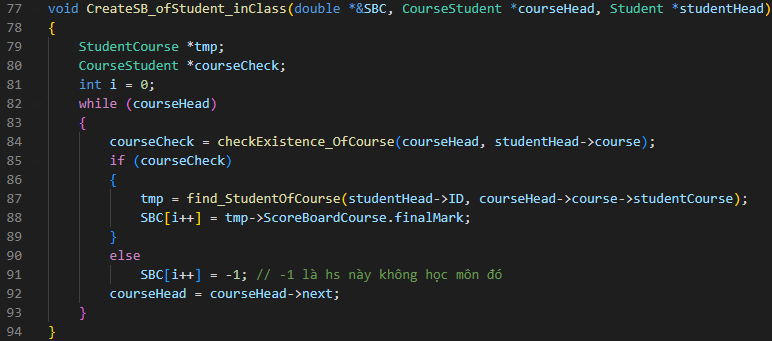 77 void CreateSB_ofStudent_inClass(double *&SBC, CourseStudent *courseHead, Student *studentHead)
78 {
79     StudentCourse *tmp;
80     CourseStudent *courseCheck;
81     int i = 0;
82     while (courseHead)
83     {
84         courseCheck = checkExistence_OfCourse(courseHead, studentHead->course);
85         if (courseCheck)
86         {
87             tmp = find_StudentOfCourse(studentHead->ID, courseHead->course->studentCourse);
88             SBC[i++] = tmp->ScoreBoardCourse.finalMark;
89         }
90         else
91             SBC[i++] = -1; // -1 là hs này không học môn đó
92         courseHead = courseHead->next;
93     }
94 }